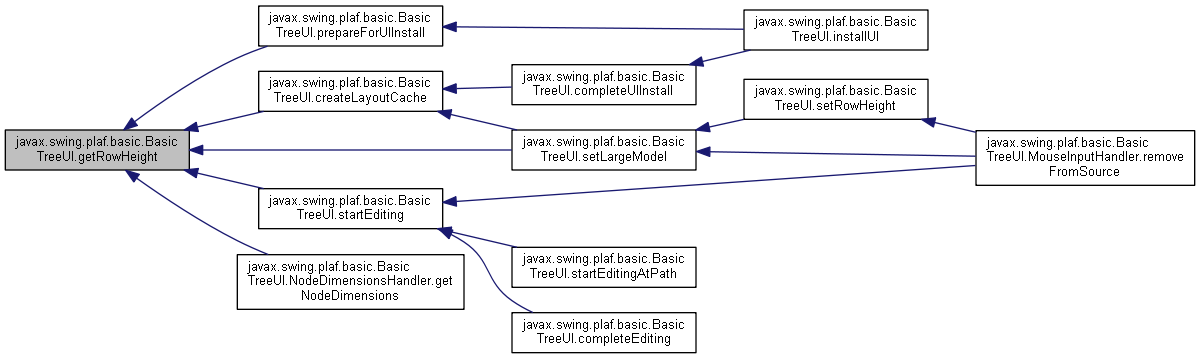 javax.swing.plaf.basic.Basic
TreeUI.getRowHeight
javax.swing.plaf.basic.Basic
TreeUI.prepareForUIInstall
javax.swing.plaf.basic.Basic
TreeUI.createLayoutCache
javax.swing.plaf.basic.Basic
TreeUI.startEditing
javax.swing.plaf.basic.Basic
TreeUI.NodeDimensionsHandler.get
NodeDimensions
javax.swing.plaf.basic.Basic
TreeUI.completeUIInstall
javax.swing.plaf.basic.Basic
TreeUI.setLargeModel
javax.swing.plaf.basic.Basic
TreeUI.startEditingAtPath
javax.swing.plaf.basic.Basic
TreeUI.completeEditing
javax.swing.plaf.basic.Basic
TreeUI.installUI
javax.swing.plaf.basic.Basic
TreeUI.setRowHeight
javax.swing.plaf.basic.Basic
TreeUI.MouseInputHandler.remove
FromSource